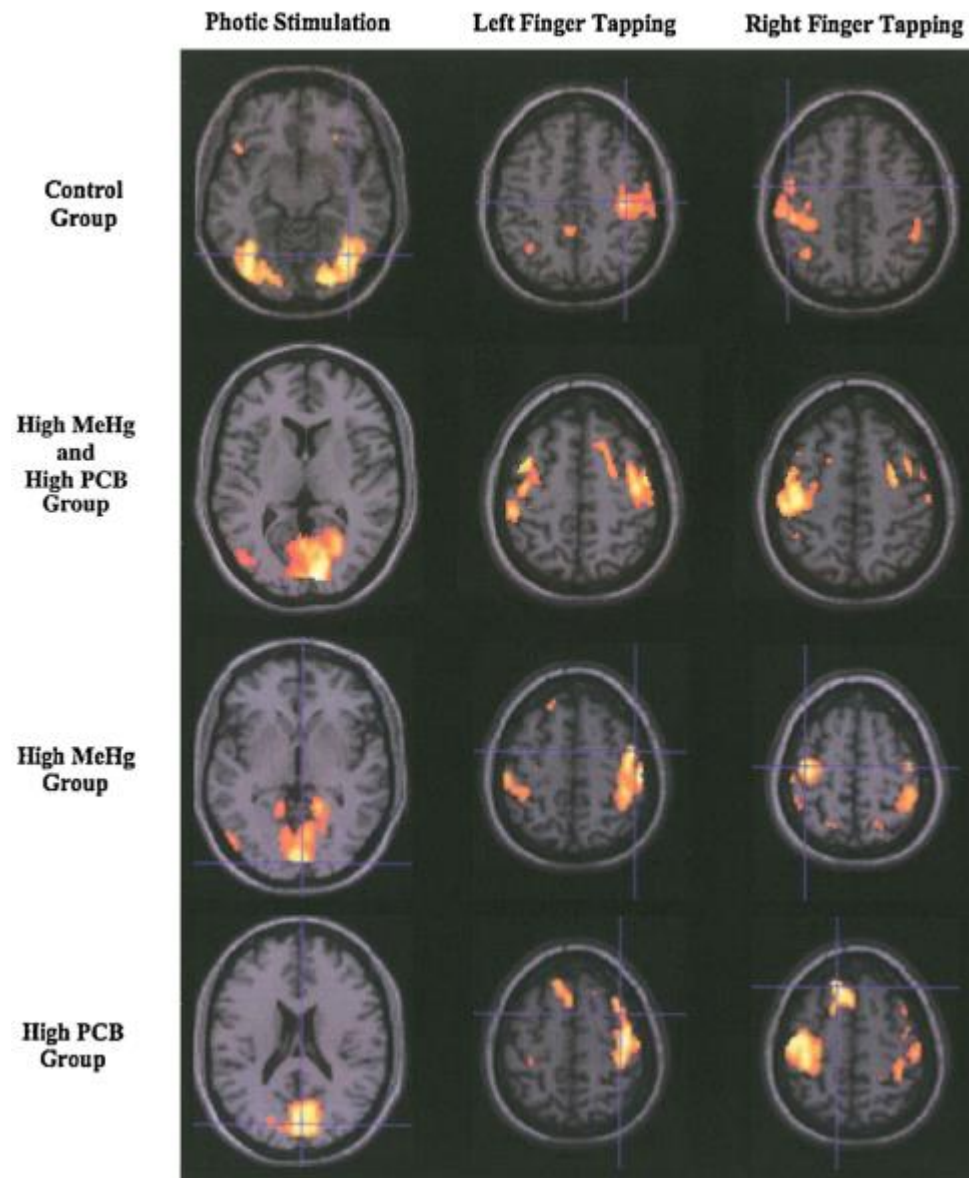 Photic Stimulation
Left Finger Tapping
Right Finger Tapping
Control
Group
High MeHg
and
High PCB
Group
High MeHg
Group
High PCB
Group